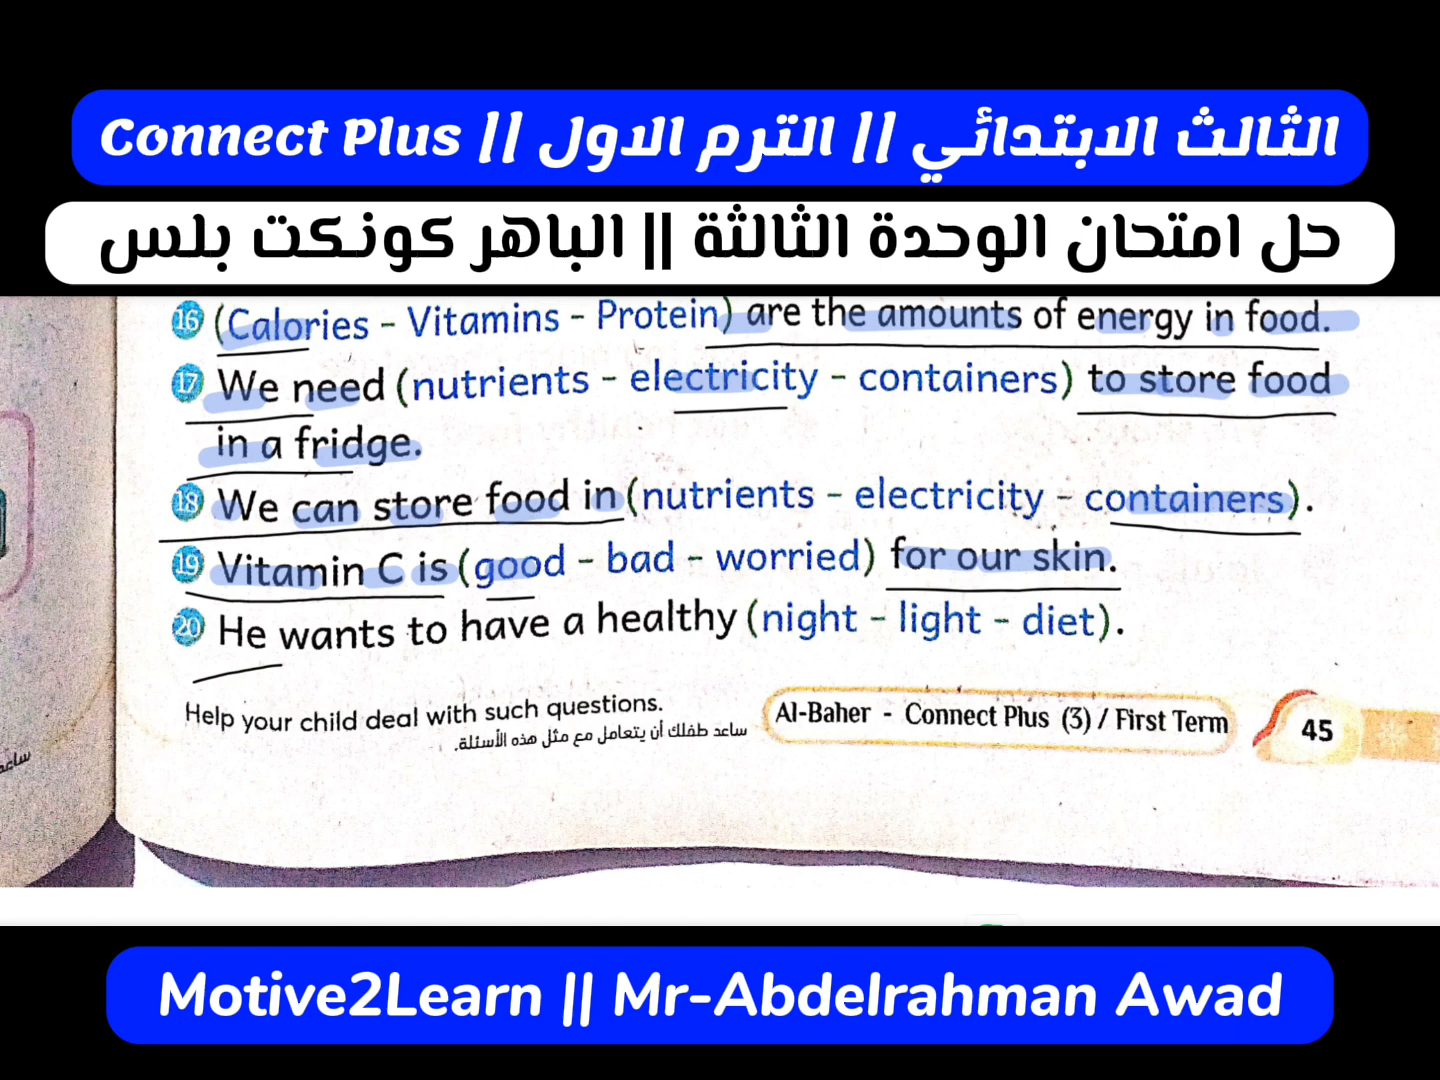 الثالث الابتدائي || الترم الاول || Connect Plus
حل امتحان الوحدة الثالثة || الباهر كونكت بلس
16 (Calories - Vitamins - Protein) are the amounts of energy in food.
17 We need (nutrients - electricity - containers) to store food
in a fridge.
18 We can store food in (nutrients - electricity - containers).
19 Vitamin C is (good - bad - worried) for our skin.
20 He wants to have a healthy (night - light - diet).
Help your child deal with such questions.
ساعد طفلك أن يتعامل مع مثل هذه الأسئلة.
Al-Baher - Connect Plus (3) / First Term
45
Motive2Learn || Mr-Abdelrahman Awad